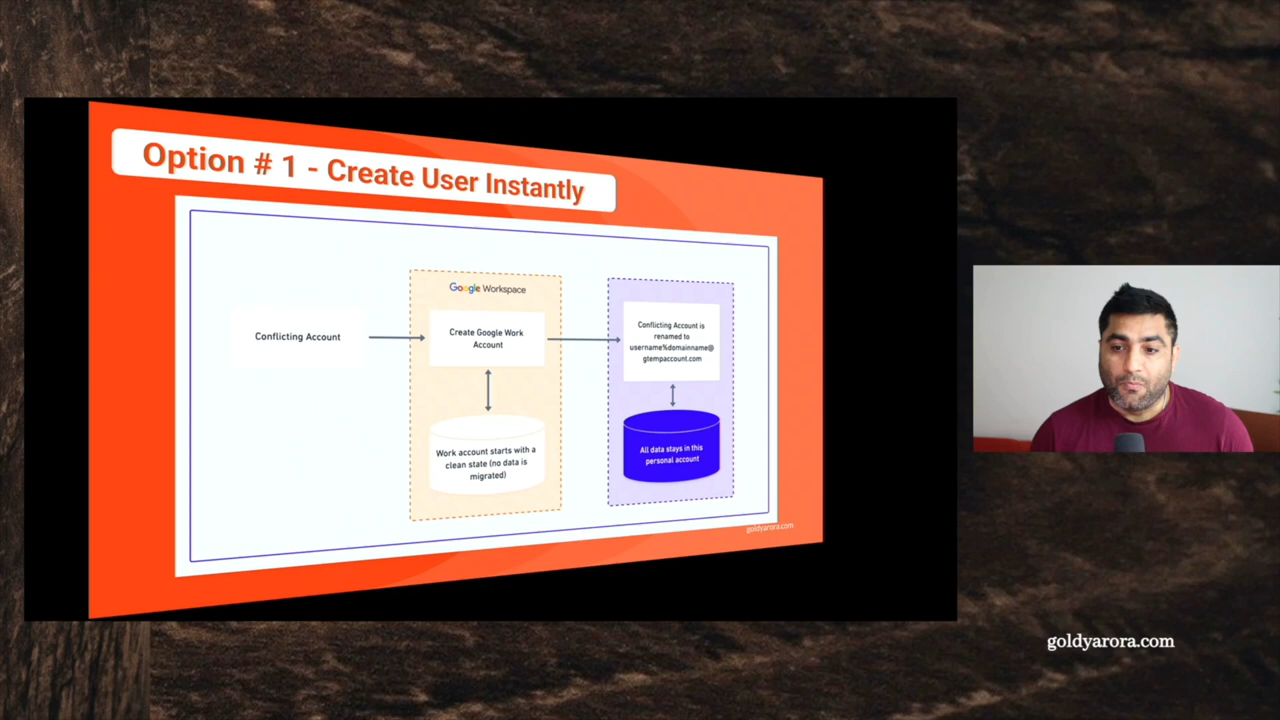 Option # 1 - Create User Instantly
Google Workspace
Conflicting Account
Create Google Work
Account
Conflicting Account is
renamed to
username%domainname@
gtempaccount.com
Work account starts with a
clean state (no data is
migrated)
All data stays in this
personal account
goldyarora.com
goldyarora.com